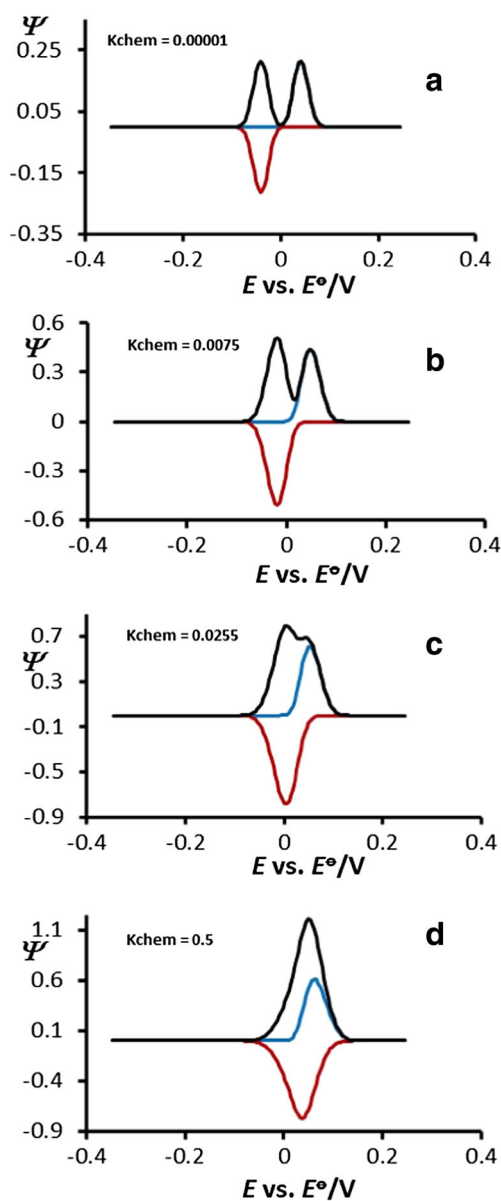 Ψ
Kchem = 0.00001
a
0.25
0.05
-0.15
-0.35
-0.4 -0.2 0 0.2 0.4
E vs. E⦵/V
Ψ
0.6
Kchem = 0.0075
b
0.3
0
-0.3
-0.6
-0.4 -0.2 0 0.2 0.4
E vs. E⦵/V
0.7
Kchem = 0.0255
c
Ψ
0.3
-0.1
-0.5
-0.9
-0.4 -0.2 0 0.2 0.4
E vs. E⦵/V
1.1
Kchem = 0.5
d
Ψ
0.6
0.1
-0.4
-0.9
-0.4 -0.2 0 0.2 0.4
E vs. E⦵/V